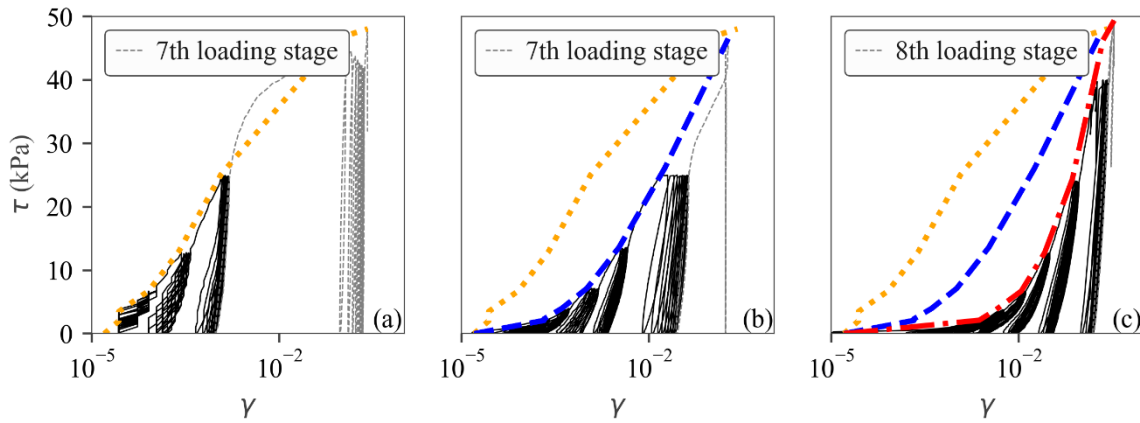 50
40
30
20
10
0
τ (kPa)
7th loading stage
(a)
10⁻⁵
10⁻²
γ
7th loading stage
(b)
10⁻⁵
10⁻²
γ
8th loading stage
(c)
10⁻⁵
10⁻²
γ